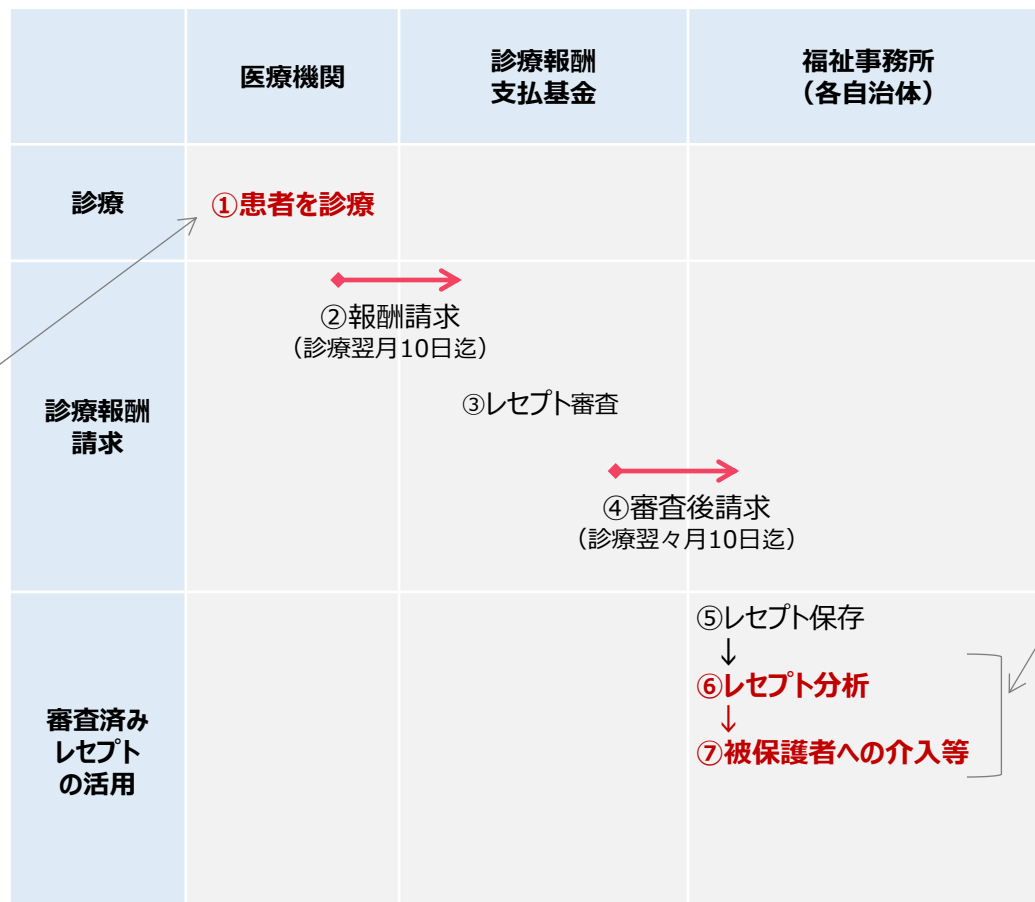 医療機関
診療報酬
支払基金
福祉事務所
（各自治体）
診療
①患者を診療
診療報酬
請求
②報酬請求
（診療翌月10日迄）
③レセプト審査
④審査後請求
（診療翌々月10日迄）
審査済み
レセプト
の活用
⑤レセプト保存
↓
⑥レセプト分析
↓
⑦被保護者への介入等